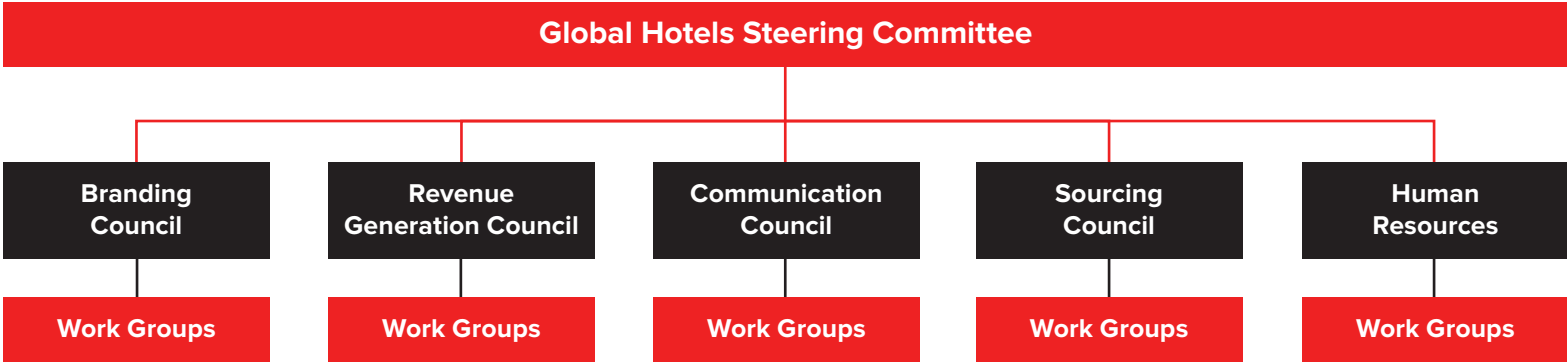 Global Hotels Steering Committee
Branding
Council
Revenue
Generation Council
Communication
Council
Sourcing
Council
Human
Resources
Work Groups
Work Groups
Work Groups
Work Groups
Work Groups